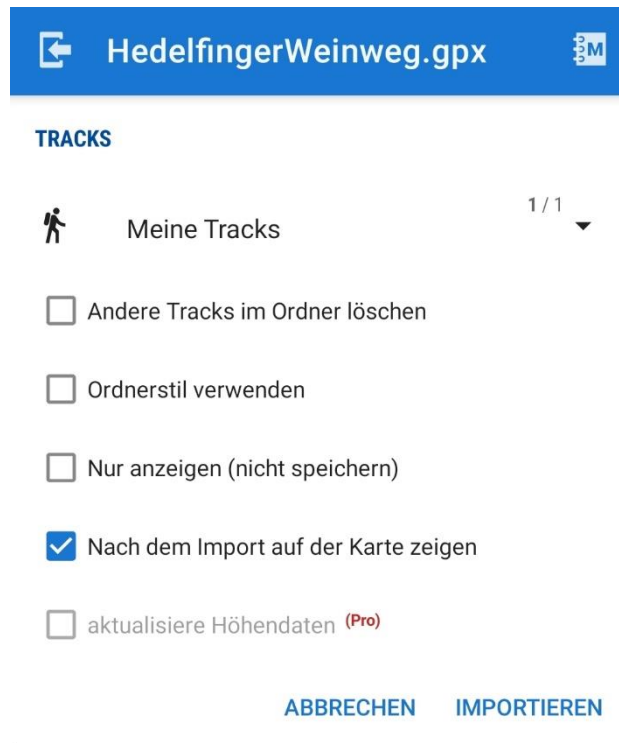 HedelfingerWeinweg.gpx
M
TRACKS
Meine Tracks
1 / 1
Andere Tracks im Ordner löschen
Ordnerstil verwenden
Nur anzeigen (nicht speichern)
Nach dem Import auf der Karte zeigen
aktualisiere Höhendaten (Pro)
ABBRECHEN IMPORTIEREN